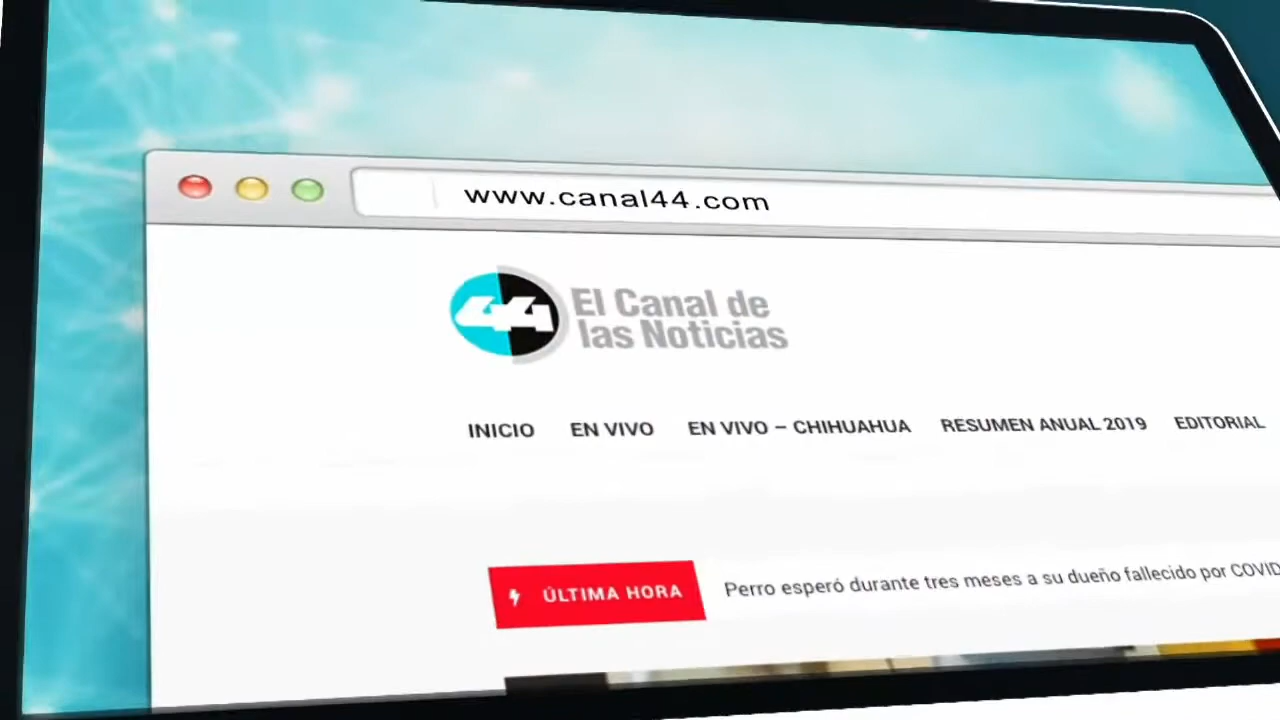 www.canal44.com
44
El Canal de
las Noticias
INICIO EN VIVO EN VIVO – CHIHUAHUA RESUMEN ANUAL 2019 EDITORIAL
ÚLTIMA HORA Perro esperó durante tres meses a su dueño fallecido por COVID